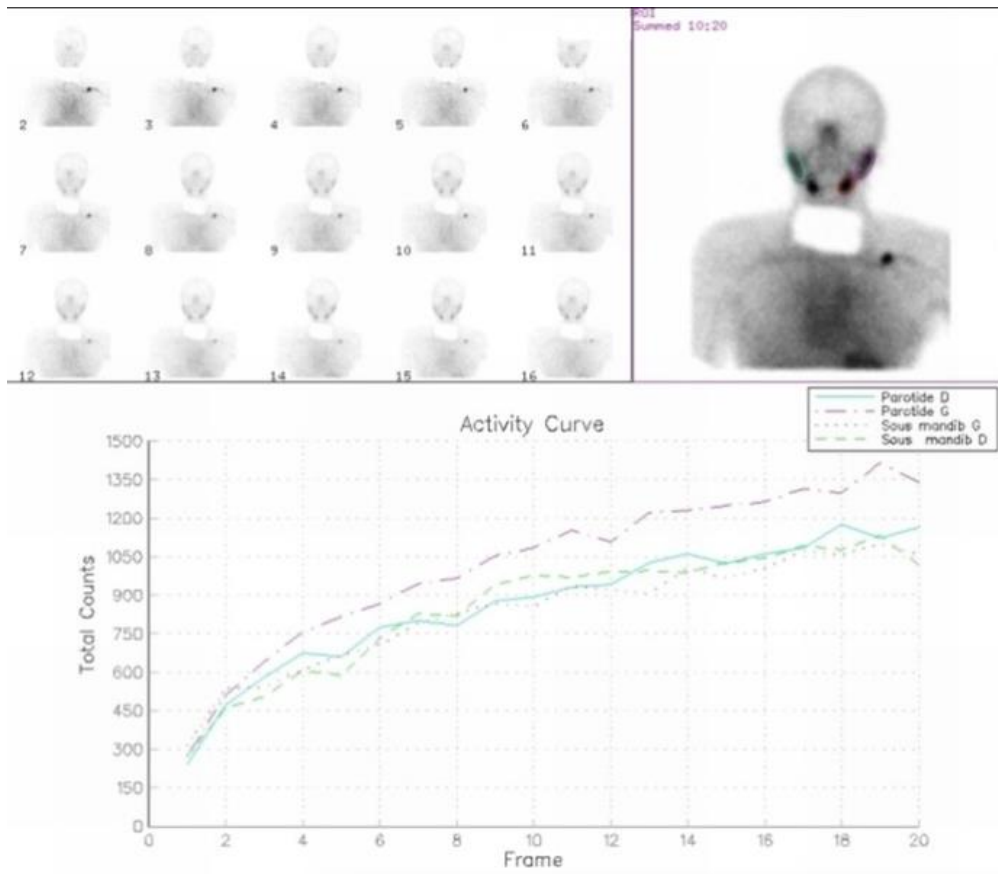 ROI
Summed 10:20
2 3 4 5 6
7 8 9 10 11
12 13 14 15 16
Parotide D
Parotide G
Sous mandib G
Sous mandib D
Activity Curve
1500
1350
1200
1050
900
750
600
450
300
150
0
Total Counts
0 2 4 6 8 10 12 14 16 18 20
Frame